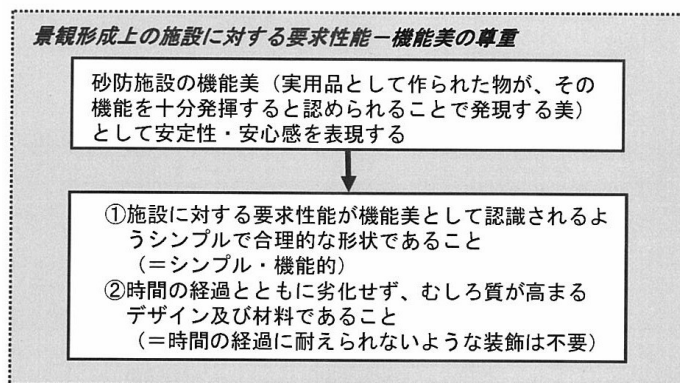 景観形成上の施設に対する要求性能－機能美の尊重
砂防施設の機能美（実用品として作られた物が、その
機能を十分発揮すると認められることで発現する美）
として安定性・安心感を表現する
①施設に対する要求性能が機能美として認識されるよ
うシンプルで合理的な形状であること
（＝シンプル・機能的）
②時間の経過とともに劣化せず、むしろ質が高まる
デザイン及び材料であること
（＝時間の経過に耐えられないような装飾は不要）